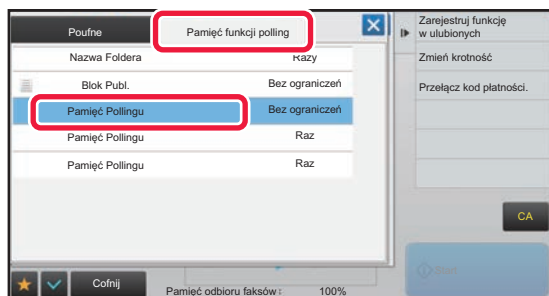 Poufne
Pamięć funkcji polling
Nazwa Foldera Razy
Blok Publ. Bez ograniczeń
Pamięć Pollingu Bez ograniczeń
Pamięć Pollingu Raz
Pamięć Pollingu Raz
Zarejestruj funkcję
w ulubionych
Zmień krotność
Przełącz kod płatności.
CA
Start
Cofnij
Pamięć odbioru faksów: 100%